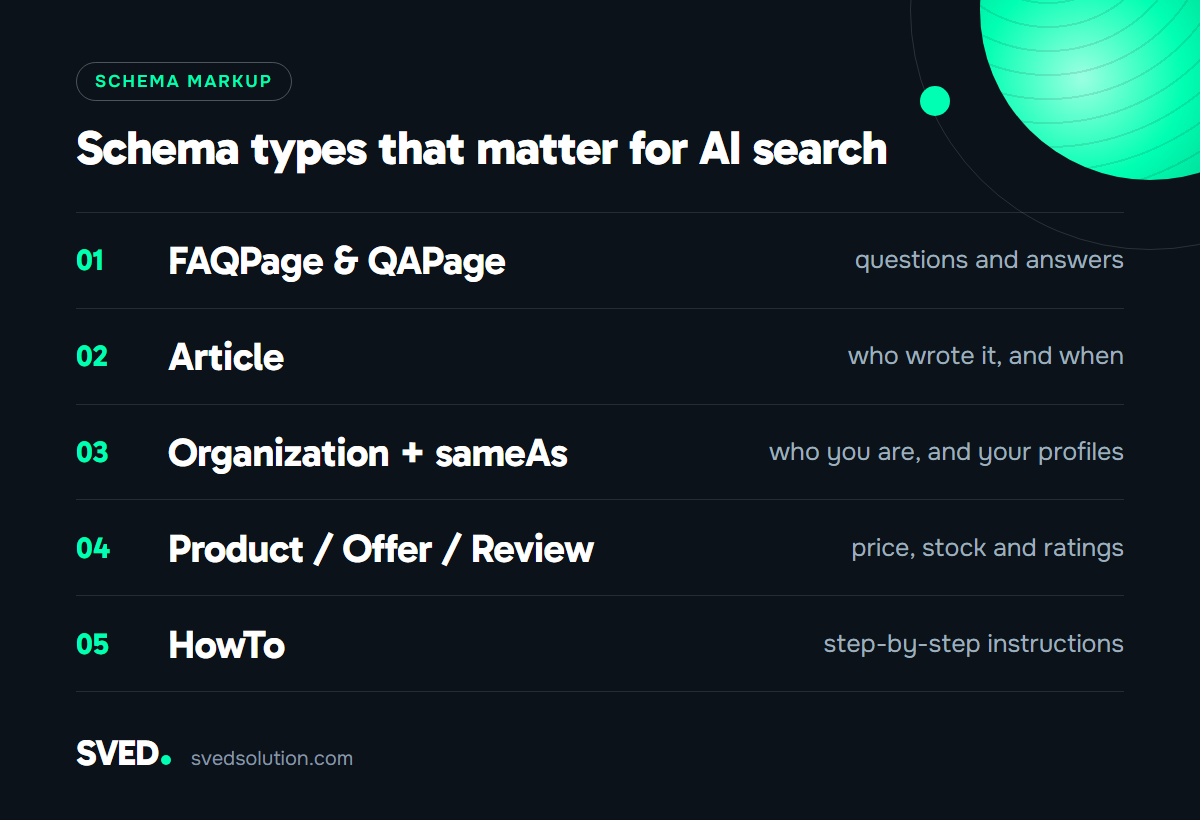 SCHEMA MARKUP
Schema types that matter for AI search
01 FAQPage & QAPage questions and answers
02 Article who wrote it, and when
03 Organization + sameAs who you are, and your profiles
04 Product / Offer / Review price, stock and ratings
05 HowTo step-by-step instructions
SVED. svedsolution.com